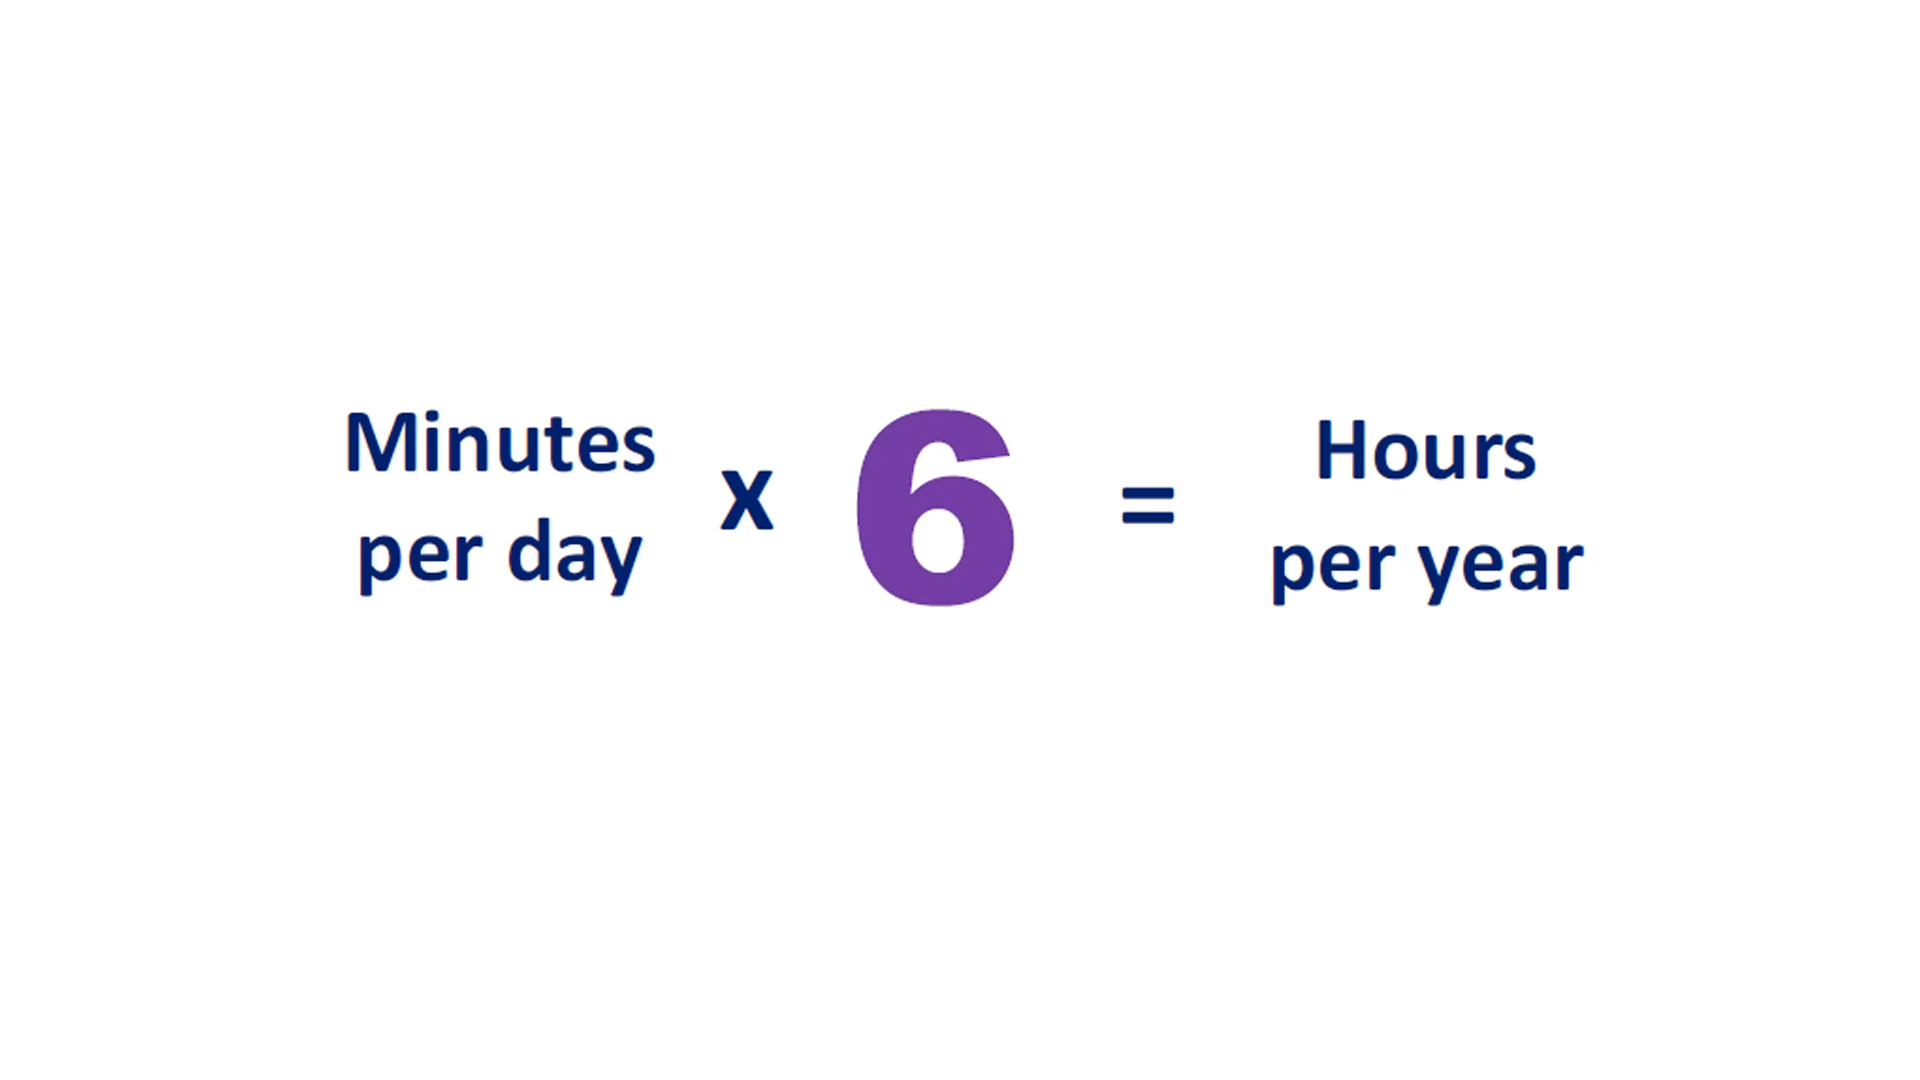 Minutes
per day
x
6
=
Hours
per year